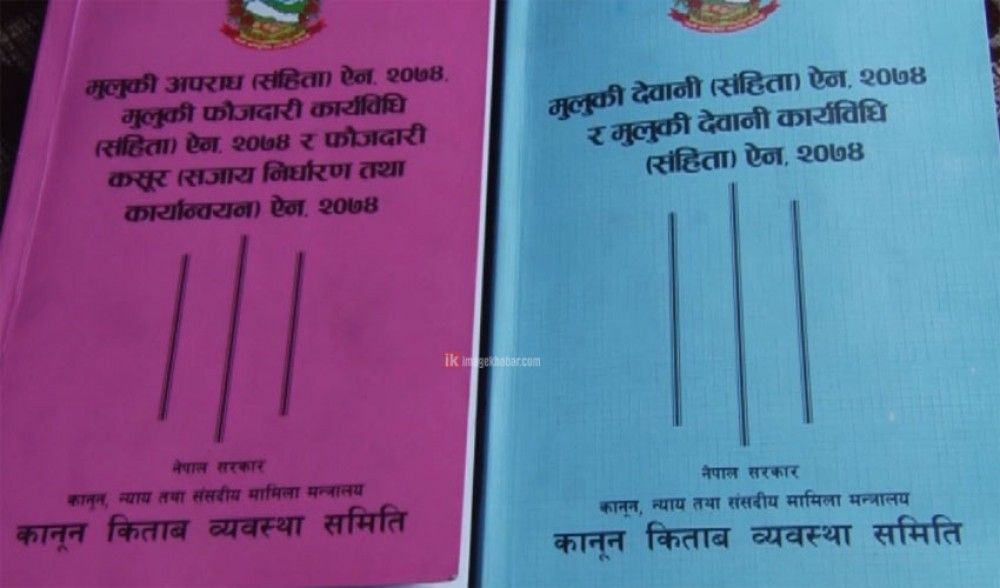 मुलुकी अपराध (संहिता) ऐन, २०७४,
मुलुकी फौजदारी कार्यविधि
(संहिता) ऐन, २०७४ र फौजदारी
कसूर (सजाय निर्धारण तथा
कार्यान्वयन) ऐन, २०७४
नेपाल सरकार
कानून, न्याय तथा संसदीय मामिला मन्त्रालय
कानून किताब व्यवस्था समिति
मुलुकी देवानी (संहिता) ऐन, २०७४
र मुलुकी देवानी कार्यविधि
(संहिता) ऐन, २०७४
नेपाल सरकार
कानून, न्याय तथा संसदीय मामिला मन्त्रालय
कानून किताब व्यवस्था समिति
ik imagekhabar.com